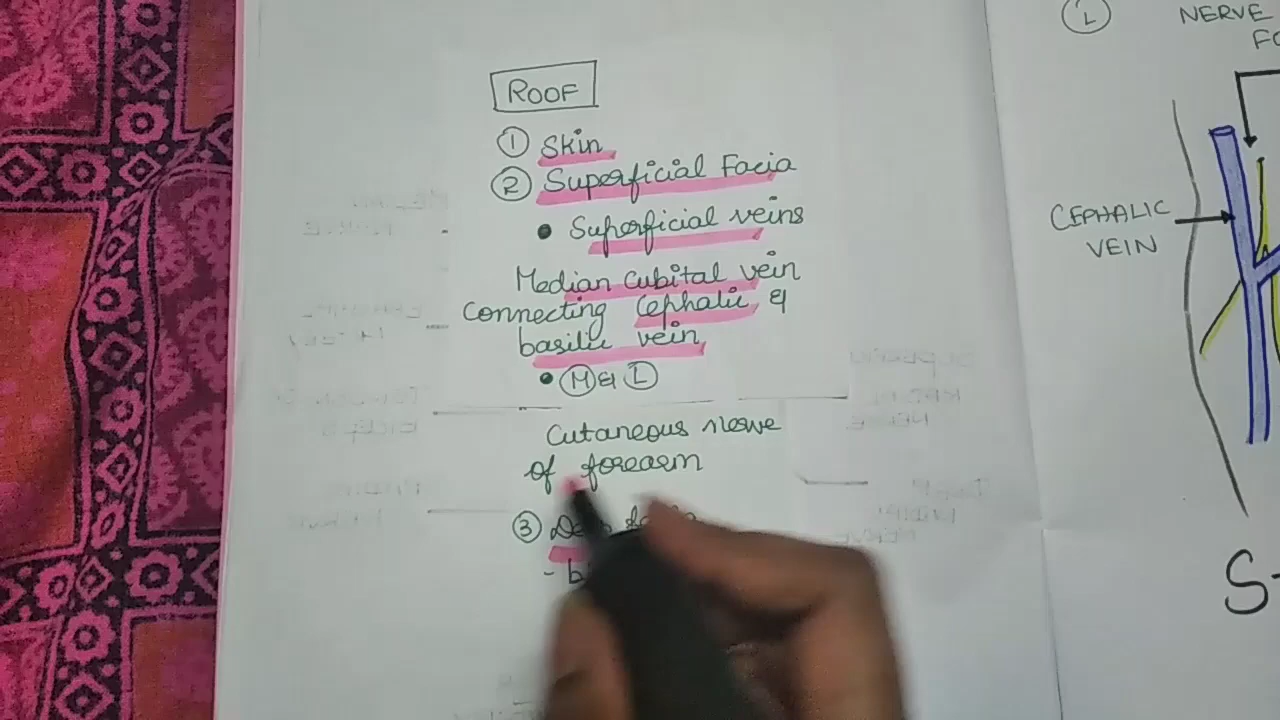 ROOF
① Skin
② Superficial Facia
• Superficial veins
Median cubital vein
connecting cephalic &
basilic vein
• Ⓜ & Ⓛ
Cutaneous nerve
of forearm
③
CEPHALIC
VEIN
NERVE